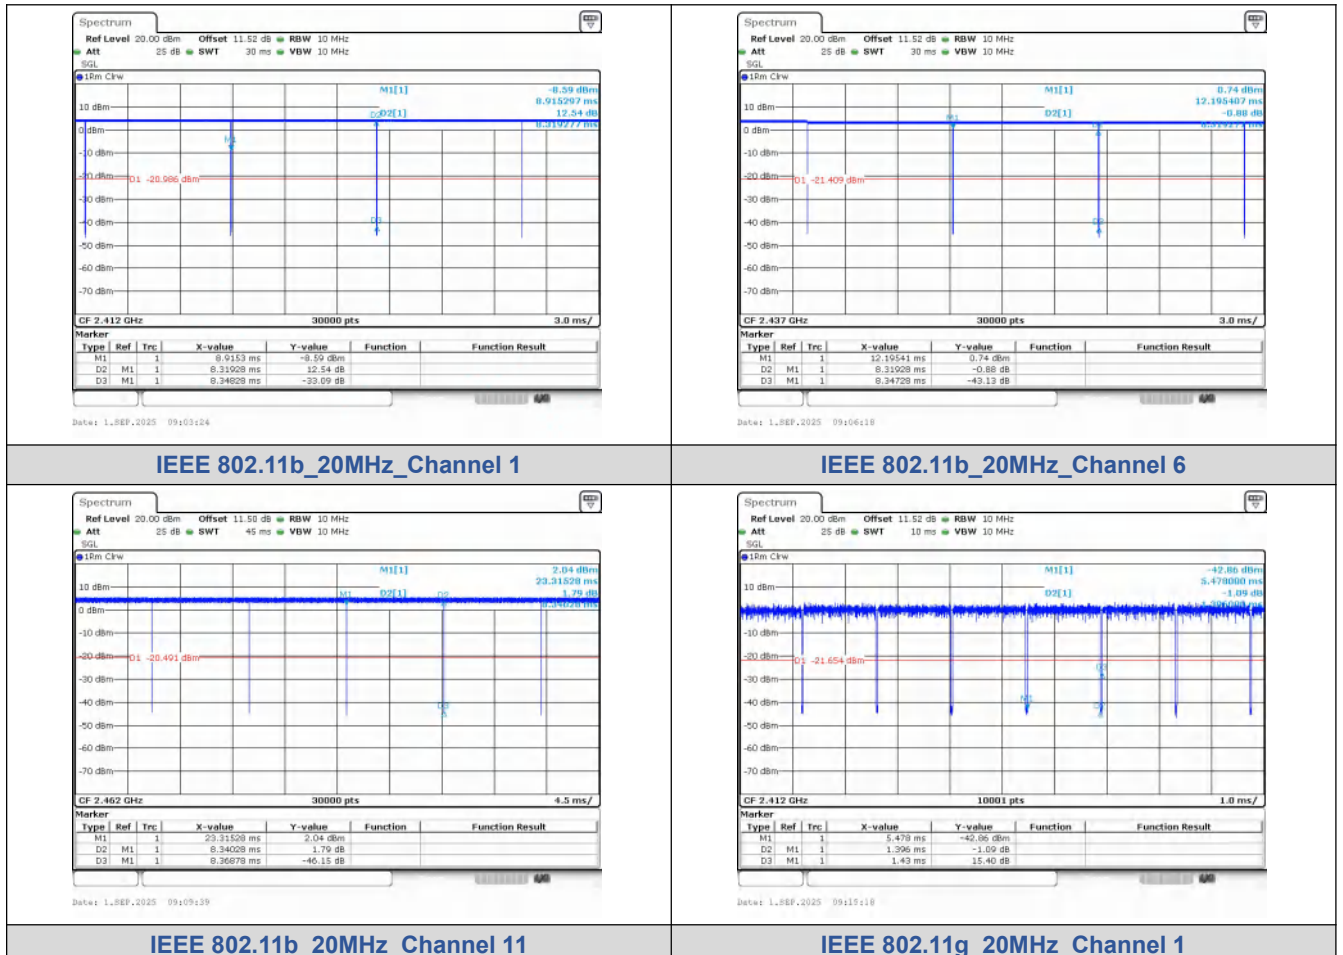 Spectrum
Ref Level 20.00 dBm Offset 11.52 dB RBW 10 MHz
Att 25 dB SWT 30 ms VBW 10 MHz
SGL
1Rm Clrw
M1[1] -8.59 dBm
8.915297 ms
D2[1] 12.54 dB
8.319277 ms
10 dBm
0 dBm
-10 dBm
-20 dBm
D1 -20.986 dBm
-30 dBm
-40 dBm
-50 dBm
-60 dBm
-70 dBm
M1
D2
D3
CF 2.412 GHz 30000 pts 3.0 ms/
Marker
Type Ref Trc X-value Y-value Function Function Result
M1 1 8.9153 ms -8.59 dBm
D2 M1 1 8.31928 ms 12.54 dB
D3 M1 1 8.34828 ms -33.09 dB
Date: 1.SEP.2025 09:03:24
IEEE 802.11b_20MHz_Channel 1
Spectrum
Ref Level 20.00 dBm Offset 11.52 dB RBW 10 MHz
Att 25 dB SWT 30 ms VBW 10 MHz
SGL
1Rm Clrw
M1[1] 0.74 dBm
12.195407 ms
D2[1] -0.88 dB
8.319277 ms
10 dBm
0 dBm
-10 dBm
-20 dBm
D1 -21.409 dBm
-30 dBm
-40 dBm
-50 dBm
-60 dBm
-70 dBm
M1
CF 2.437 GHz 30000 pts 3.0 ms/
Marker
Type Ref Trc X-value Y-value Function Function Result
M1 1 12.19541 ms 0.74 dBm
D2 M1 1 8.31928 ms -0.88 dB
D3 M1 1 8.34728 ms -43.13 dB
Date: 1.SEP.2025 09:06:18
IEEE 802.11b_20MHz_Channel 6
Spectrum
Ref Level 20.00 dBm Offset 11.50 dB RBW 10 MHz
Att 25 dB SWT 45 ms VBW 10 MHz
SGL
1Rm Clrw
M1[1] 2.04 dBm
23.31528 ms
D2[1] 1.79 dB
8.34028 ms
10 dBm
0 dBm
-10 dBm
-20 dBm
D1 -20.491 dBm
-30 dBm
-40 dBm
-50 dBm
-60 dBm
-70 dBm
M1
D2
D3
CF 2.462 GHz 30000 pts 4.5 ms/
Marker
Type Ref Trc X-value Y-value Function Function Result
M1 1 23.31528 ms 2.04 dBm
D2 M1 1 8.34028 ms 1.79 dB
D3 M1 1 8.36878 ms -46.15 dB
Date: 1.SEP.2025 09:09:39
IEEE 802.11b_20MHz_Channel 11
Spectrum
Ref Level 20.00 dBm Offset 11.52 dB RBW 10 MHz
Att 25 dB SWT 10 ms VBW 10 MHz
SGL
1Rm Clrw
M1[1] -42.86 dBm
5.478000 ms
D2[1] -1.09 dB
1.396000 ms
10 dBm
-10 dBm
-20 dBm
D1 -21.654 dBm
-30 dBm
-40 dBm
-50 dBm
-60 dBm
-70 dBm
M1
D3
CF 2.412 GHz 10001 pts 1.0 ms/
Marker
Type Ref Trc X-value Y-value Function Function Result
M1 1 5.478 ms -42.86 dBm
D2 M1 1 1.396 ms -1.09 dB
D3 M1 1 1.43 ms 15.40 dB
Date: 1.SEP.2025 09:15:18
IEEE 802.11g_20MHz_Channel 1